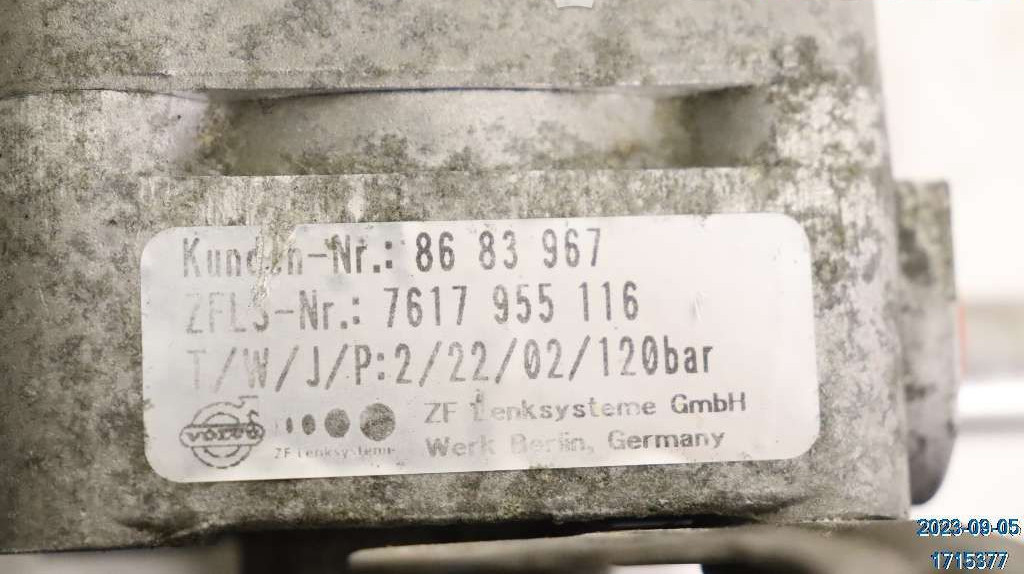 Kunden-Nr.: 86 83 967
ZFLS-Nr.: 7617 955 116
T/W/J/P:2/22/02/120bar
VOLVO
ZF Lenksysteme
ZF Lenksysteme GmbH
Werk Berlin, Germany
2023-09-05
1715377